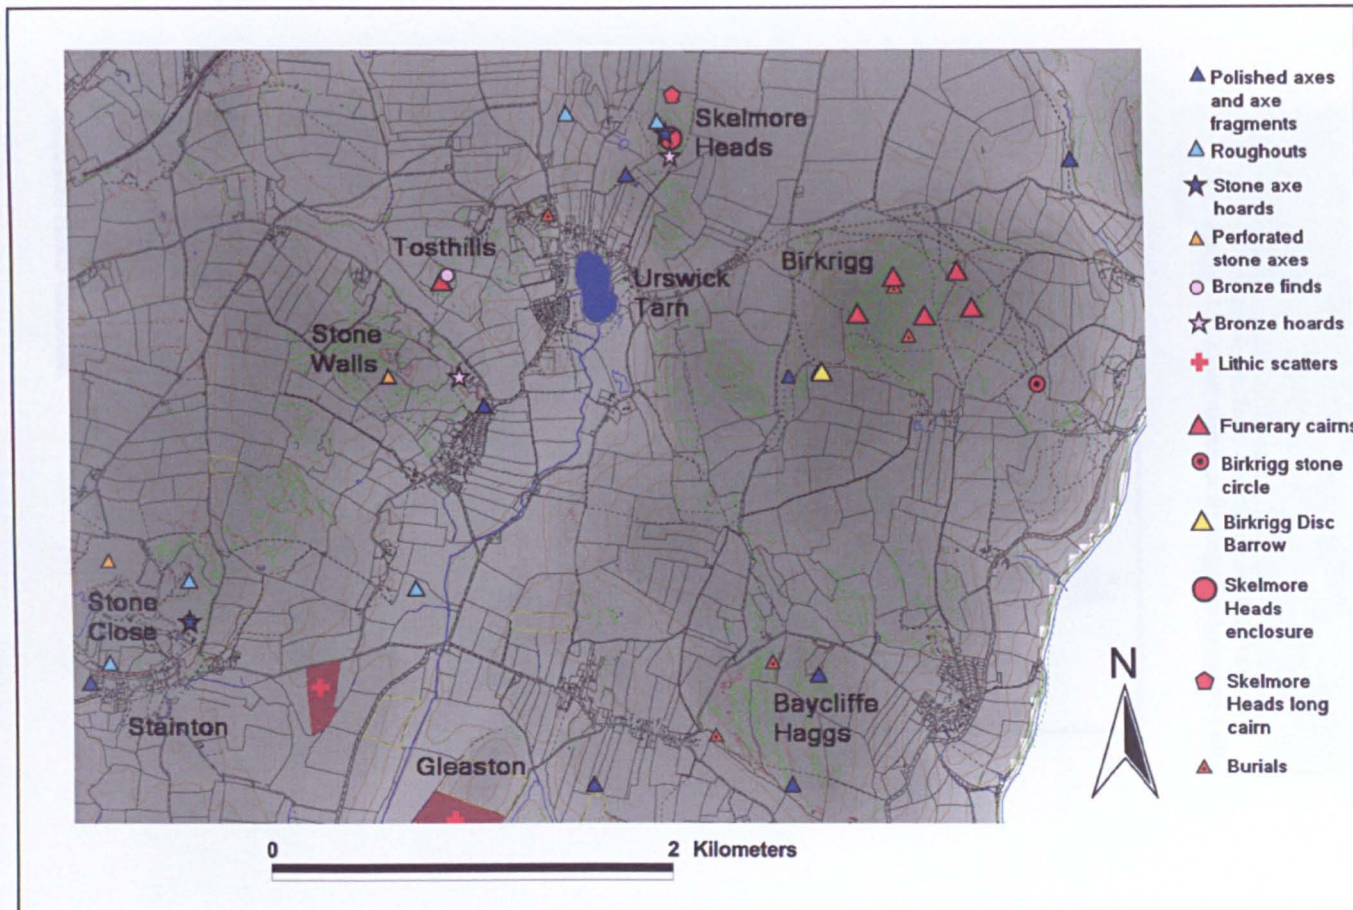 Skelmore
Heads
Tosthills
Birkrigg
Urswick
Tarn
Stone
Walls
Stone
Close
Stainton
Gleaston
Baycliffe
Haggs
N
0 2 Kilometers
Polished axes
and axe
fragments
Roughouts
Stone axe
hoards
Perforated
stone axes
Bronze finds
Bronze hoards
Lithic scatters
Funerary cairns
Birkrigg stone
circle
Birkrigg Disc
Barrow
Skelmore
Heads
enclosure
Skelmore
Heads long
cairn
Burials